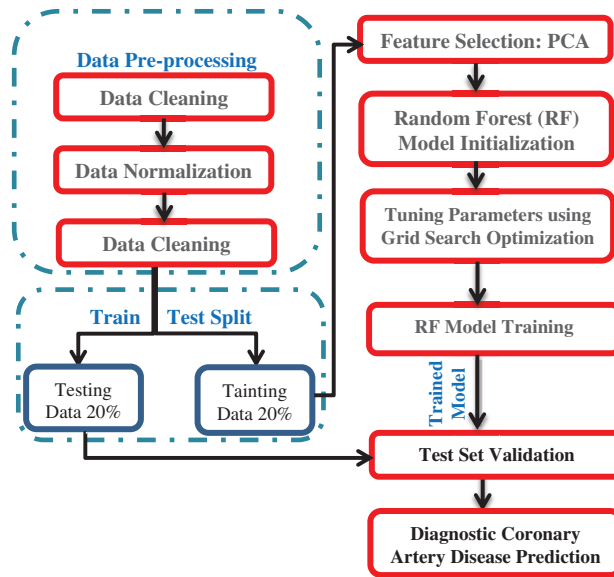 Data Pre-processing
Data Cleaning
Data Normalization
Data Cleaning
Train
Test Split
Testing
Data 20%
Tainting
Data 20%
Feature Selection: PCA
Random Forest (RF)
Model Initialization
Tuning Parameters using
Grid Search Optimization
RF Model Training
Trained
Model
Test Set Validation
Diagnostic Coronary
Artery Disease Prediction